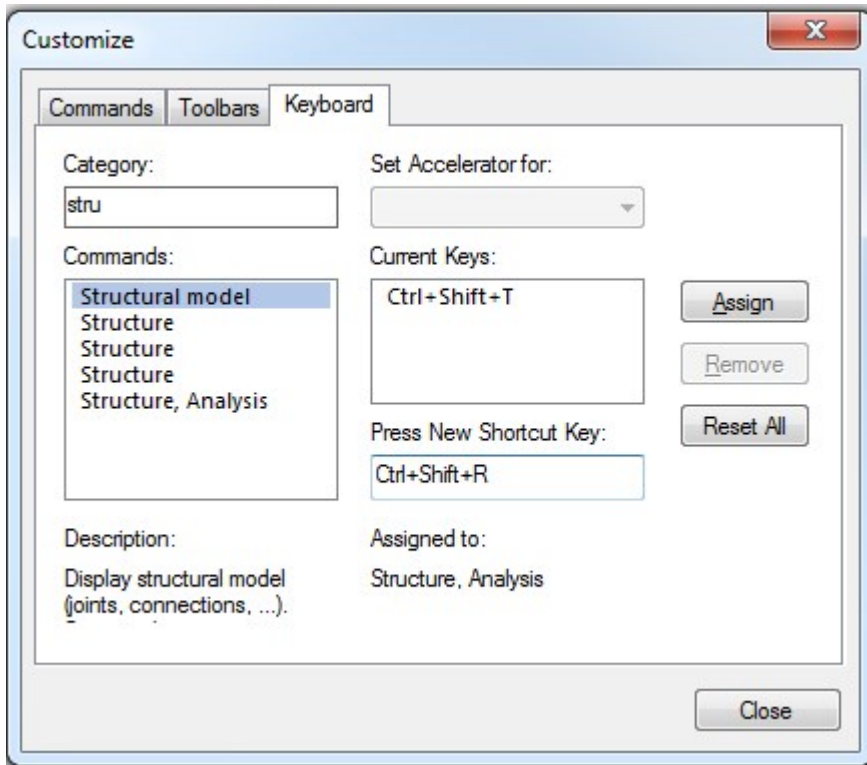 Customize
Commands Toolbars Keyboard
Category:
stru
Commands:
Structural model
Structure
Structure
Structure
Structure, Analysis
Description:
Display structural model
(joints, connections, ...).
Set Accelerator for:
Current Keys:
Ctrl+Shift+T
Press New Shortcut Key:
Ctrl+Shift+R
Assigned to:
Structure, Analysis
Assign
Remove
Reset All
Close